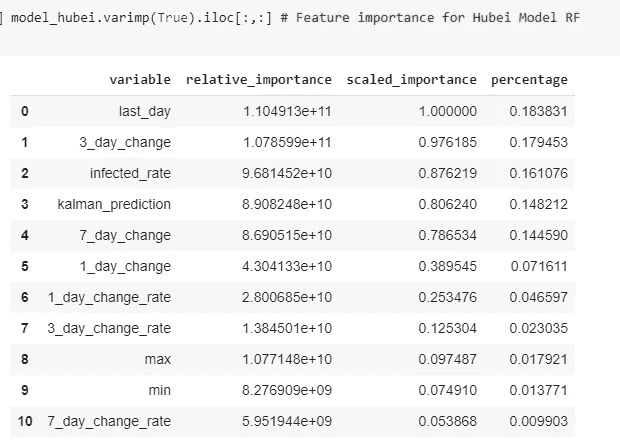 ] model_hubei.varimp(True).iloc[:,:] # Feature importance for Hubei Model RF
variable relative_importance scaled_importance percentage
0 last_day 1.104913e+11 1.000000 0.183831
1 3_day_change 1.078599e+11 0.976185 0.179453
2 infected_rate 9.681452e+10 0.876219 0.161076
3 kalman_prediction 8.908248e+10 0.806240 0.148212
4 7_day_change 8.690515e+10 0.786534 0.144590
5 1_day_change 4.304133e+10 0.389545 0.071611
6 1_day_change_rate 2.800685e+10 0.253476 0.046597
7 3_day_change_rate 1.384501e+10 0.125304 0.023035
8 max 1.077148e+10 0.097487 0.017921
9 min 8.276909e+09 0.074910 0.013771
10 7_day_change_rate 5.951944e+09 0.053868 0.009903